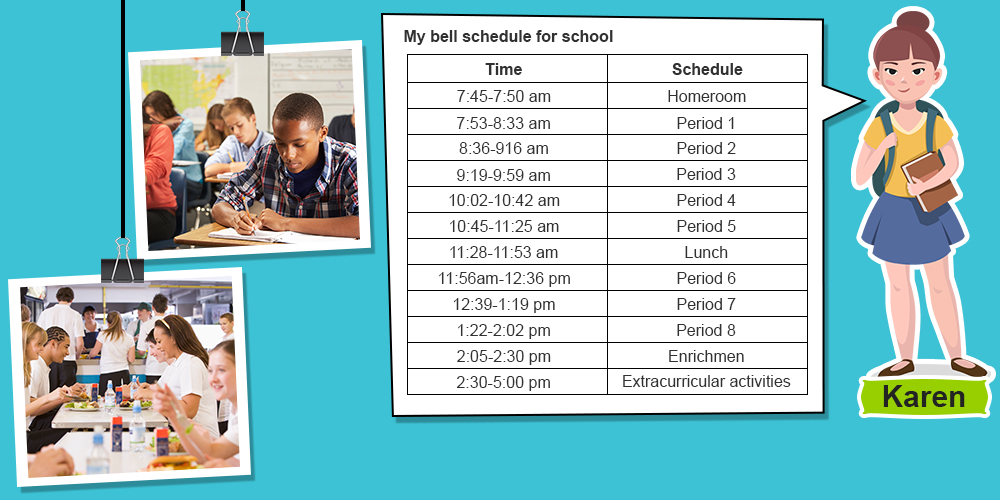 My bell schedule for school
Time Schedule
7:45-7:50 am Homeroom
7:53-8:33 am Period 1
8:36-916 am Period 2
9:19-9:59 am Period 3
10:02-10:42 am Period 4
10:45-11:25 am Period 5
11:28-11:53 am Lunch
11:56am-12:36 pm Period 6
12:39-1:19 pm Period 7
1:22-2:02 pm Period 8
2:05-2:30 pm Enrichmen
2:30-5:00 pm Extracurricular activities
Karen